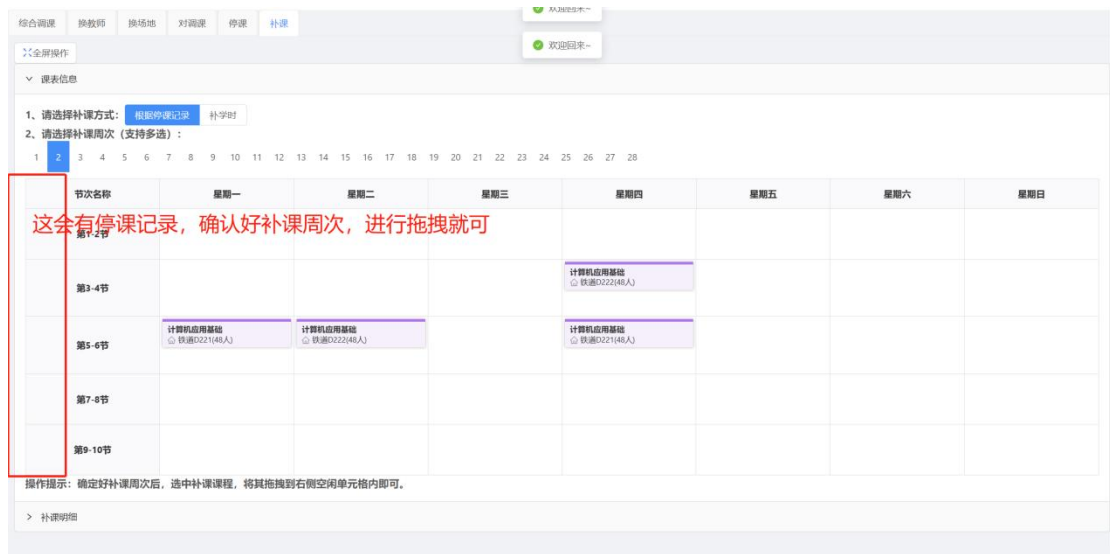 欢迎回来~
综合调课 换教师 换场地 对调课 停课 补课
全屏操作
欢迎回来~
课表信息
1、请选择补课方式： 根据停课记录 补学时
2、请选择补课周次（支持多选）：
1 2 3 4 5 6 7 8 9 10 11 12 13 14 15 16 17 18 19 20 21 22 23 24 25 26 27 28
节次名称 星期一 星期二 星期三 星期四 星期五 星期六 星期日
这会有停课记录，确认好补课周次，进行拖拽就可
第1-2节
计算机应用基础
铁道D222(48人)
第3-4节
计算机应用基础 计算机应用基础 计算机应用基础
铁道D221(48人) 铁道D222(48人) 铁道D221(48人)
第5-6节
第7-8节
第9-10节
操作提示：确定好补课周次后，选中补课课程，将其拖拽到右侧空闲单元格内即可。
补课明细